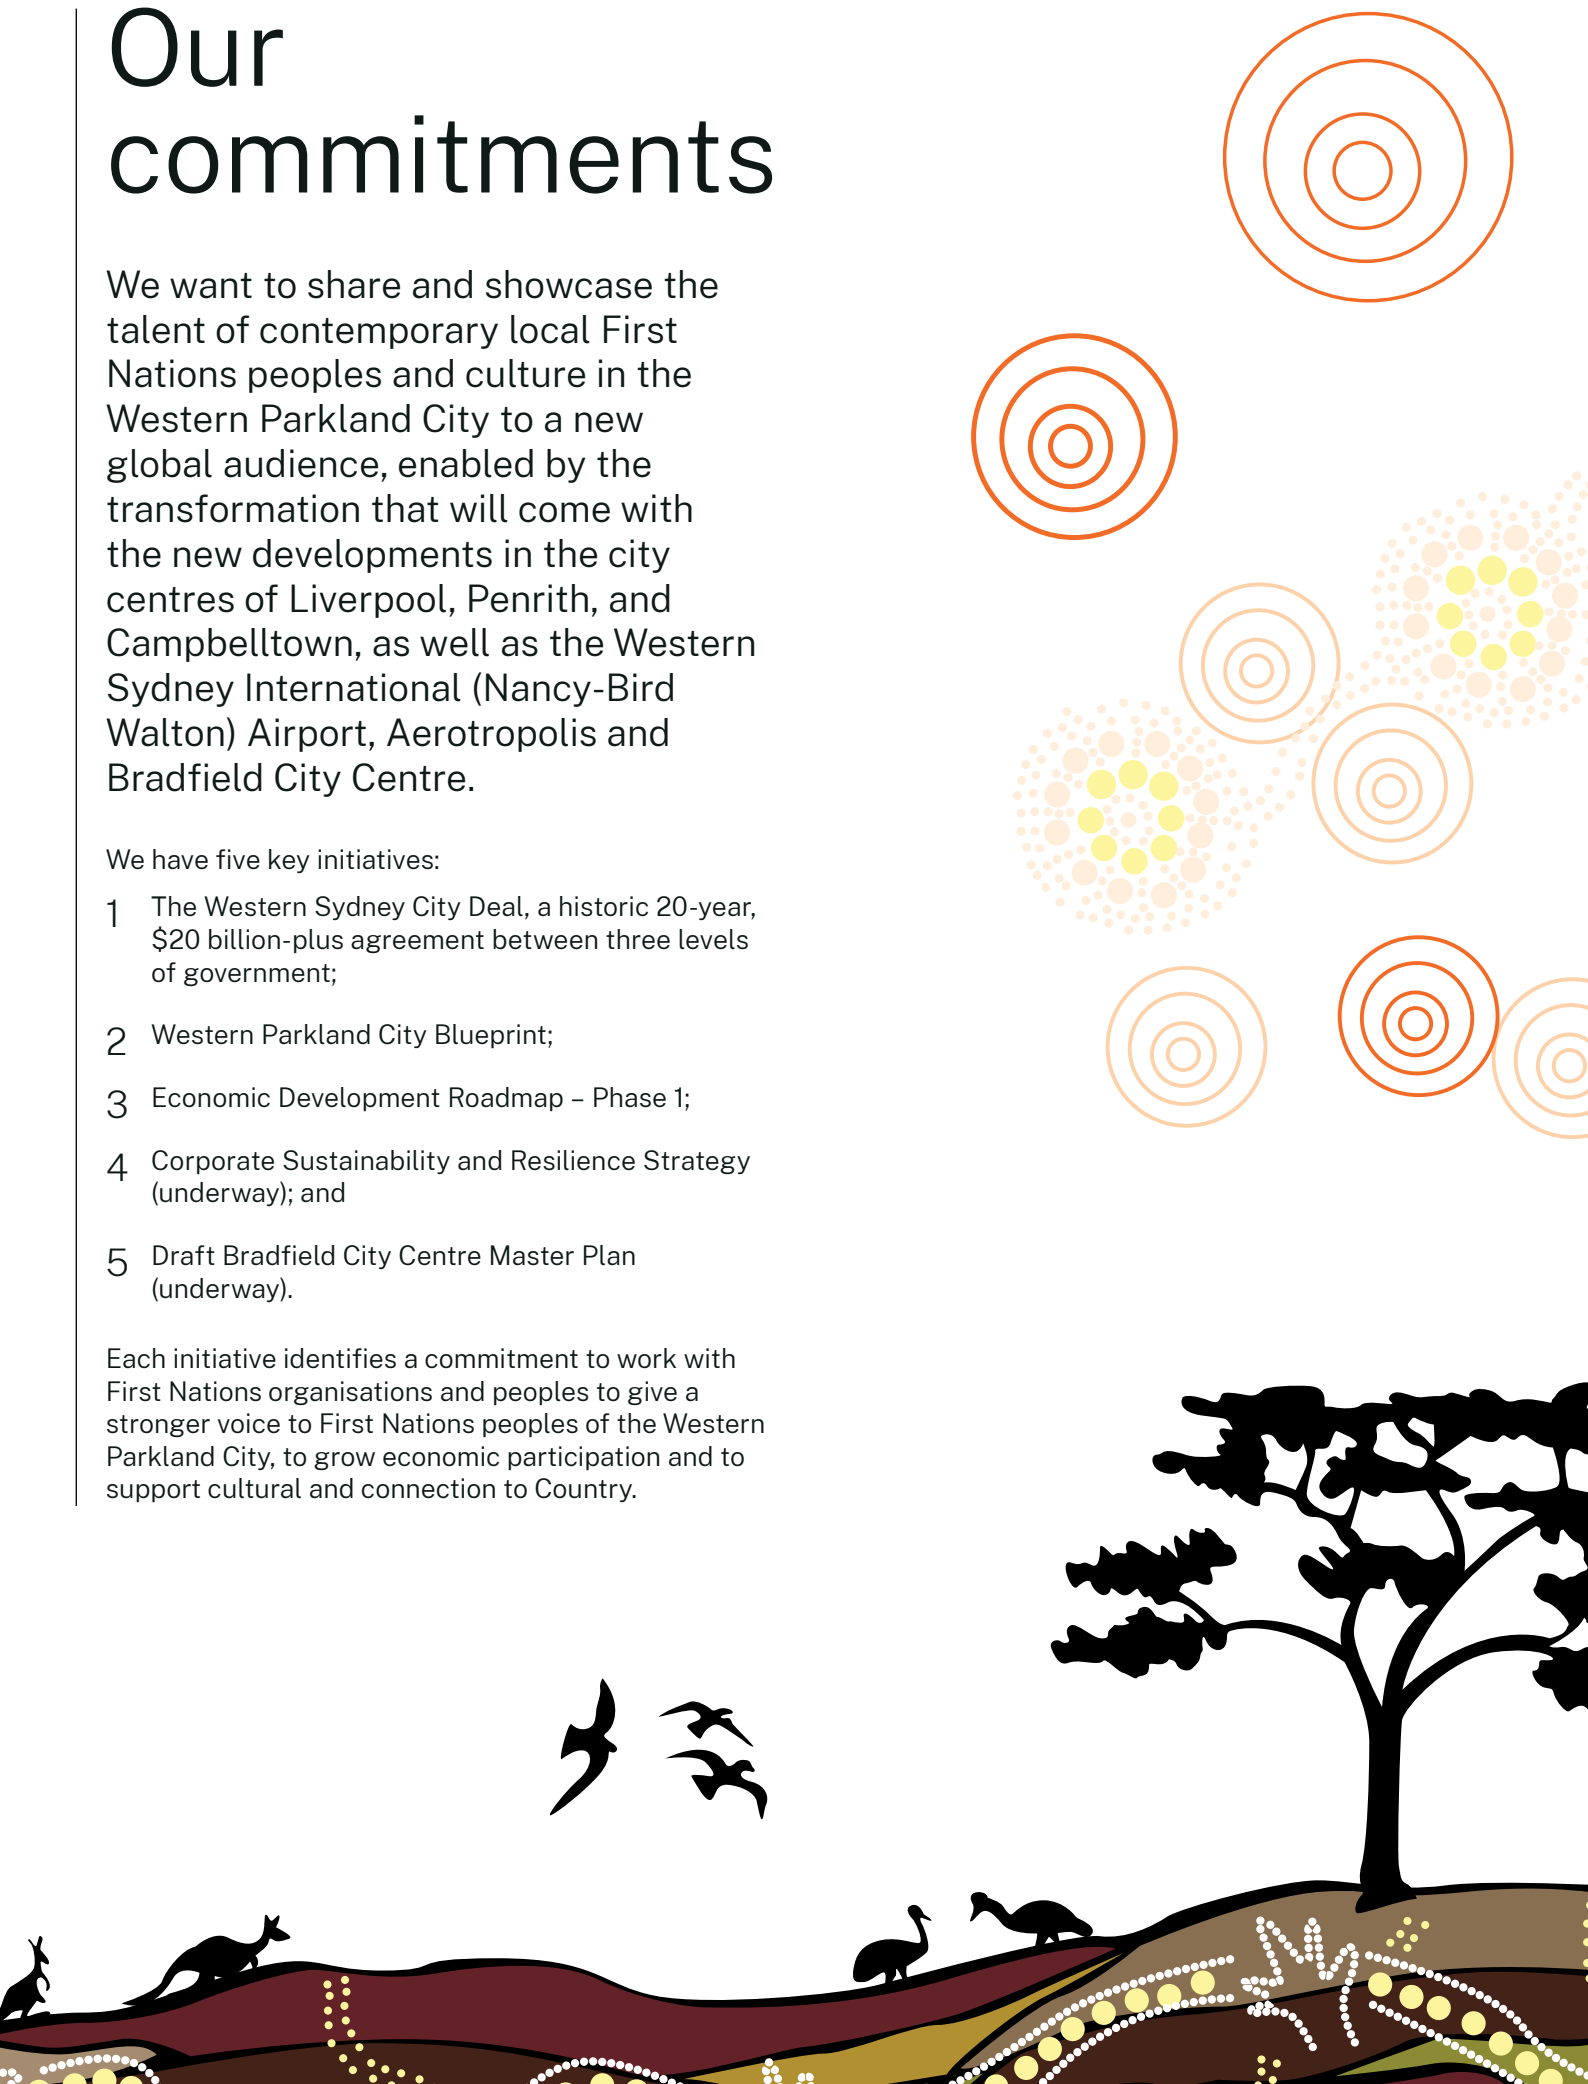 Our
commitments
We want to share and showcase the
talent of contemporary local First
Nations peoples and culture in the
Western Parkland City to a new
global audience, enabled by the
transformation that will come with
the new developments in the city
centres of Liverpool, Penrith, and
Campbelltown, as well as the Western
Sydney International (Nancy-Bird
Walton) Airport, Aerotropolis and
Bradfield City Centre.
We have five key initiatives:
1 The Western Sydney City Deal, a historic 20-year,
$20 billion-plus agreement between three levels
of government;
2 Western Parkland City Blueprint;
3 Economic Development Roadmap – Phase 1;
4 Corporate Sustainability and Resilience Strategy
(underway); and
5 Draft Bradfield City Centre Master Plan
(underway).
Each initiative identifies a commitment to work with
First Nations organisations and peoples to give a
stronger voice to First Nations peoples of the Western
Parkland City, to grow economic participation and to
support cultural and connection to Country.